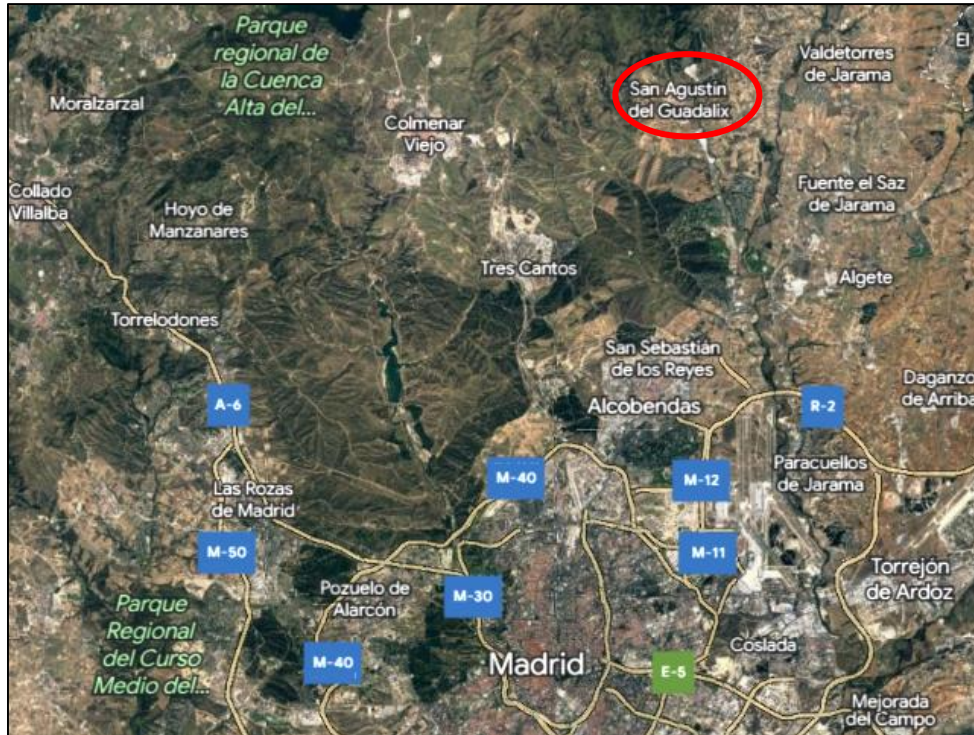 Parque
regional de
la Cuenca
Alta del...
El
Valdetorres
de Jarama
Moralzarzal
San Agustín
del Guadalix
Colmenar
Viejo
Collado
Villalba
Hoyo de
Manzanares
Fuente el Saz
de Jarama
Tres Cantos
Algete
Torrelodones
San Sebastián
de los Reyes
Daganzo
de Arriba
A-6
Alcobendas
R-2
M-40
M-12
Paracuellos
de Jarama
Las Rozas
de Madrid
M-50
M-11
Torrejón
de Ardoz
Pozuelo de
Alarcón
M-30
Parque
Regional
del Curso
Medio del...
M-40
Madrid
E-5
Coslada
Mejorada
del Campo